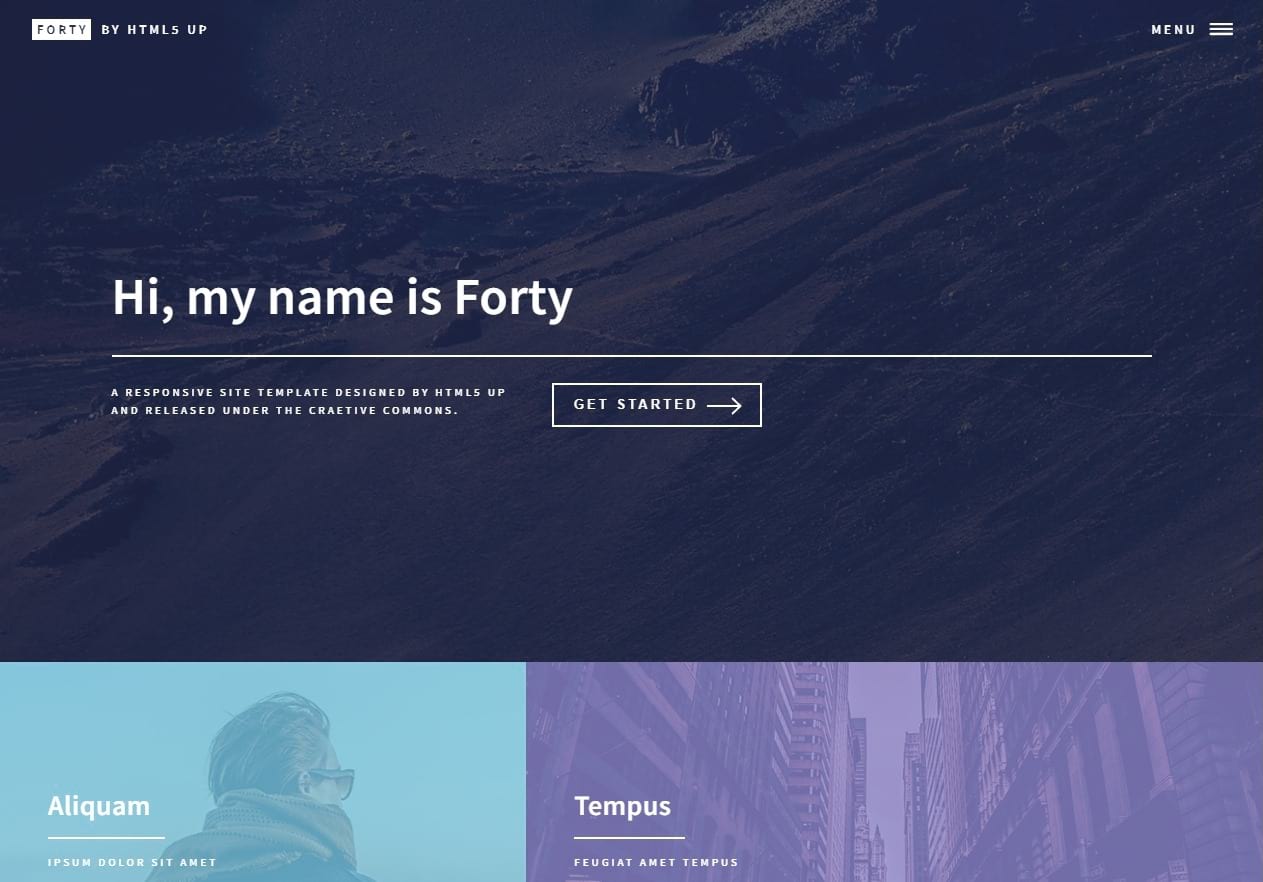 FORTY BY HTML5 UP
MENU
Hi, my name is Forty
A RESPONSIVE SITE TEMPLATE DESIGNED BY HTML5 UP
AND RELEASED UNDER THE CRAETIVE COMMONS.
GET STARTED
Aliquam
IPSUM DOLOR SIT AMET
Tempus
FEUGIAT AMET TEMPUS